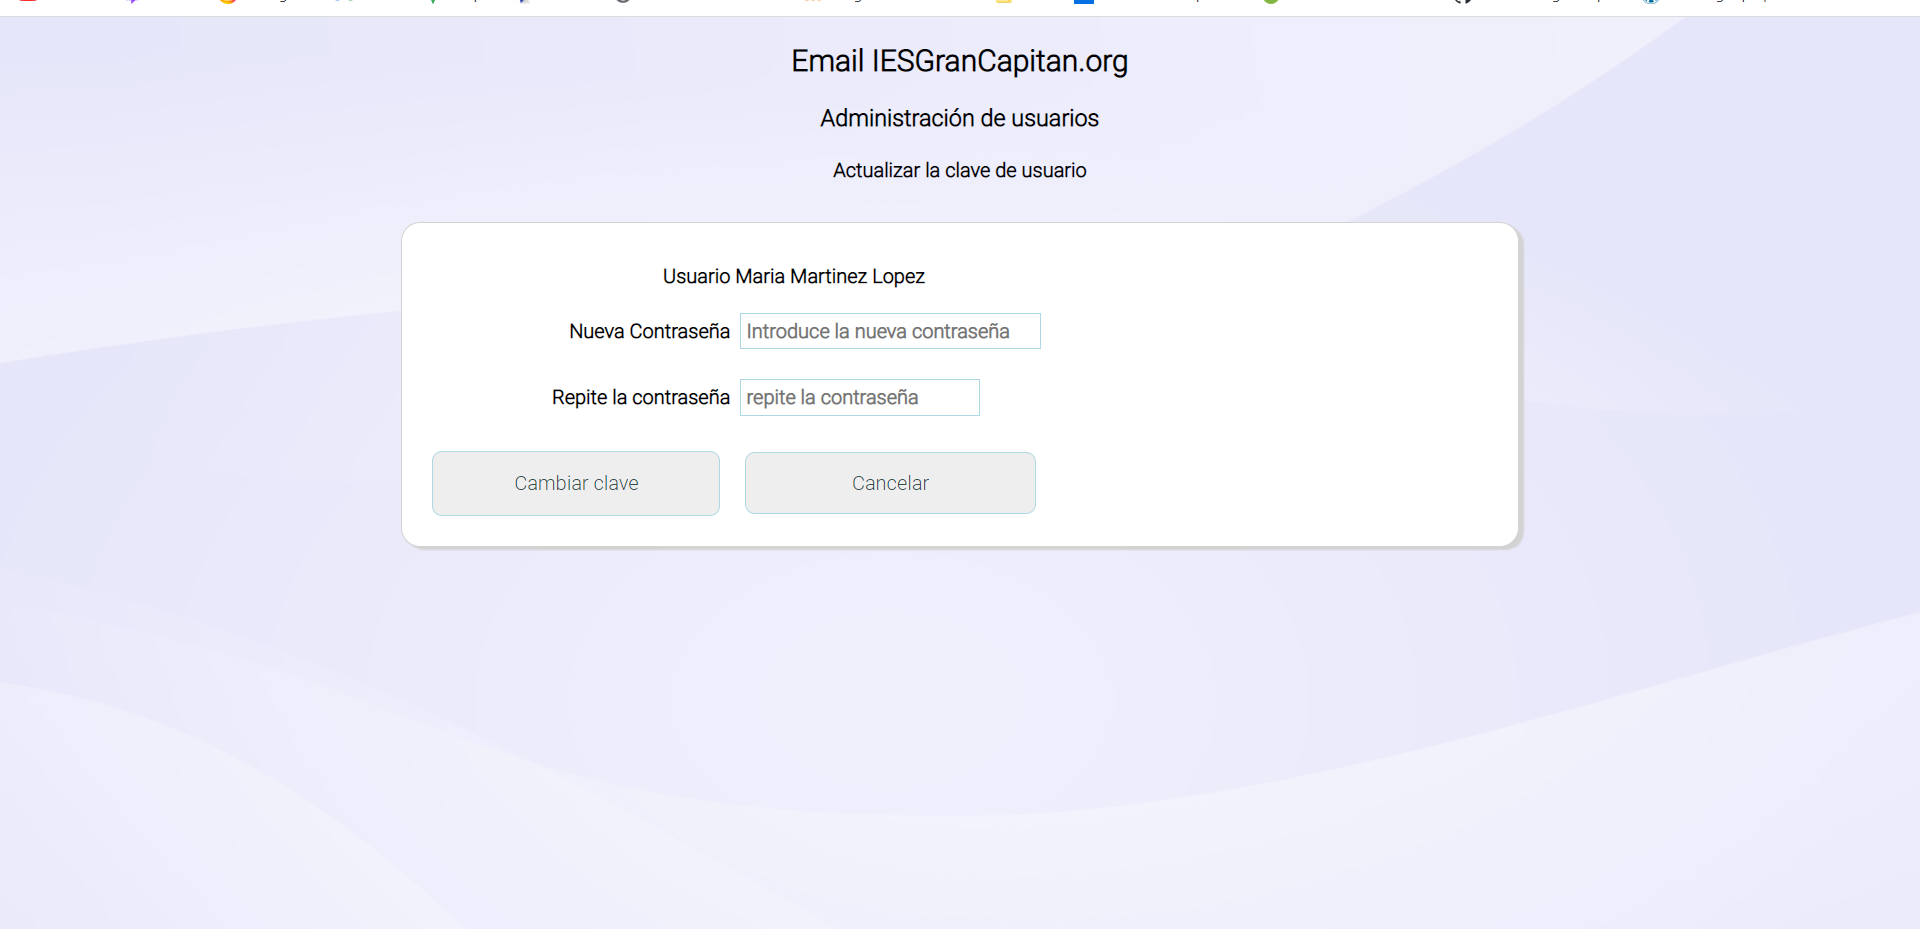 Email IESGranCapitan.org
Administración de usuarios
Actualizar la clave de usuario
Usuario Maria Martinez Lopez
Nueva Contraseña Introduce la nueva contraseña
Repite la contraseña repite la contraseña
Cambiar clave Cancelar